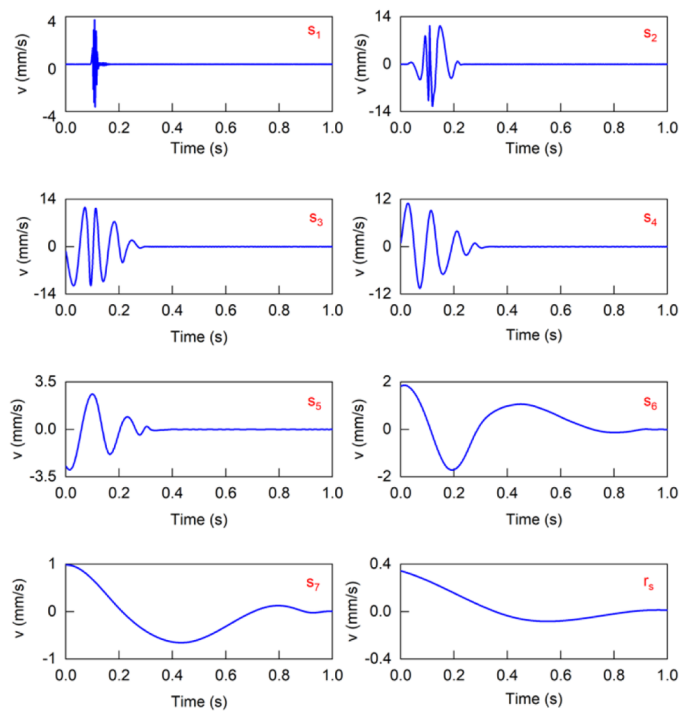 4 s1 14 s2
v (mm/s) 0 v (mm/s) 0
-4 -14
0.0 0.2 0.4 0.6 0.8 1.0 0.0 0.2 0.4 0.6 0.8 1.0
Time (s) Time (s)
14 s3 12 s4
v (mm/s) 0 v (mm/s) 0
-14 -12
0.0 0.2 0.4 0.6 0.8 1.0 0.0 0.2 0.4 0.6 0.8 1.0
Time (s) Time (s)
3.5 s5 2 s6
v (mm/s) 0.0 v (mm/s) 0
-3.5 -2
0.0 0.2 0.4 0.6 0.8 1.0 0.0 0.2 0.4 0.6 0.8 1.0
Time (s) Time (s)
1 s7 0.4 rs
v (mm/s) 0 v (mm/s) 0.0
-1 -0.4
0.0 0.2 0.4 0.6 0.8 1.0 0.0 0.2 0.4 0.6 0.8 1.0
Time (s) Time (s)